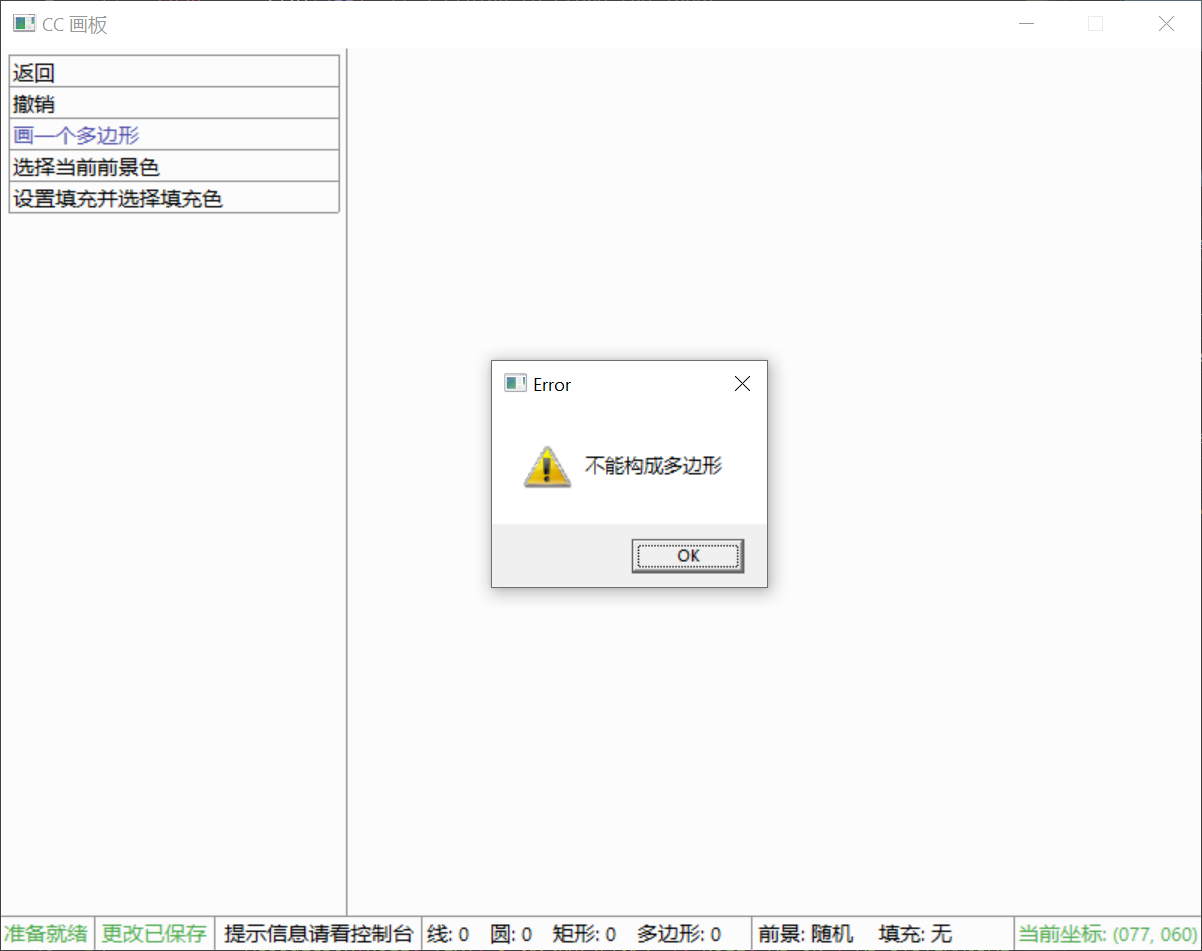 CC 画板
返回
撤销
画一个多边形
选择当前前景色
设置填充并选择填充色
Error
不能构成多边形
OK
准备就绪 更改已保存 提示信息请看控制台 线: 0 圆: 0 矩形: 0 多边形: 0 前景: 随机 填充: 无 当前坐标: (077, 060)